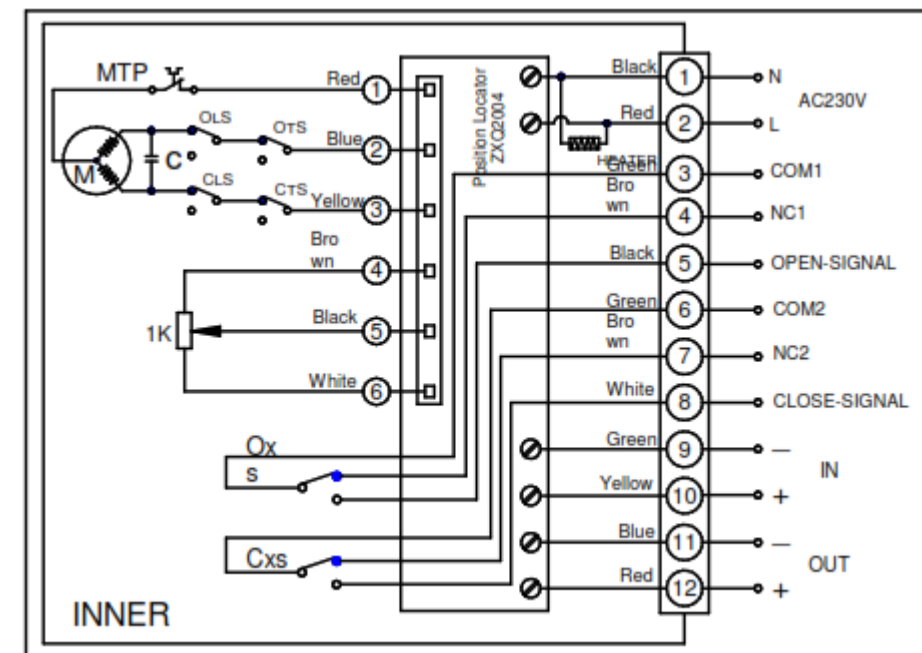 MTP
Red 1
OLS
OTS
Blue 2
M
C
CLS
CTS
Yellow 3
Bro
wn 4
1K
Black 5
White 6
Ox
s
Cxs
INNER
Position Locator
ZXQ2004
Black 1 N
AC230V
Red 2 L
HEATER
Green 3 COM1
Bro
wn 4 NC1
Black 5 OPEN-SIGNAL
Green 6 COM2
Bro
wn 7 NC2
White 8 CLOSE-SIGNAL
Green 9 —
IN
Yellow 10 +
Blue 11 —
OUT
Red 12 +